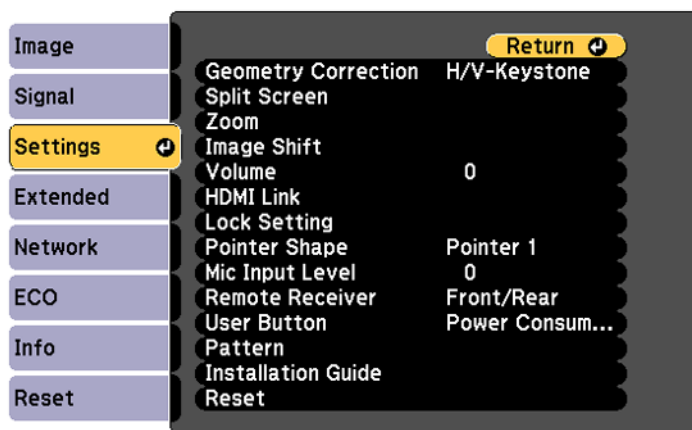 Image
Signal
Settings
Extended
Network
ECO
Info
Reset
Return
Geometry Correction H/V-Keystone
Split Screen
Zoom
Image Shift
Volume 0
HDMI Link
Lock Setting
Pointer Shape Pointer 1
Mic Input Level 0
Remote Receiver Front/Rear
User Button Power Consum...
Pattern
Installation Guide
Reset